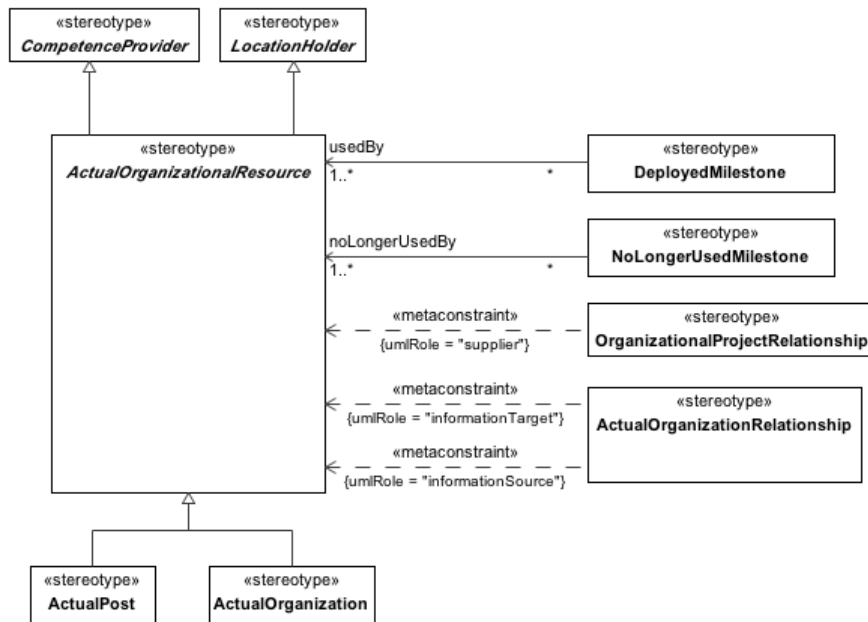 «stereotype»
CompetenceProvider
«stereotype»
LocationHolder
«stereotype»
ActualOrganizationalResource
usedBy
1..*
*
«stereotype»
DeployedMilestone
noLongerUsedBy
1..*
*
«stereotype»
NoLongerUsedMilestone
«metaconstraint»
{umlRole = "supplier"}
«stereotype»
OrganizationalProjectRelationship
«metaconstraint»
{umlRole = "informationTarget"}
«stereotype»
ActualOrganizationRelationship
«metaconstraint»
{umlRole = "informationSource"}
«stereotype»
ActualPost
«stereotype»
ActualOrganization